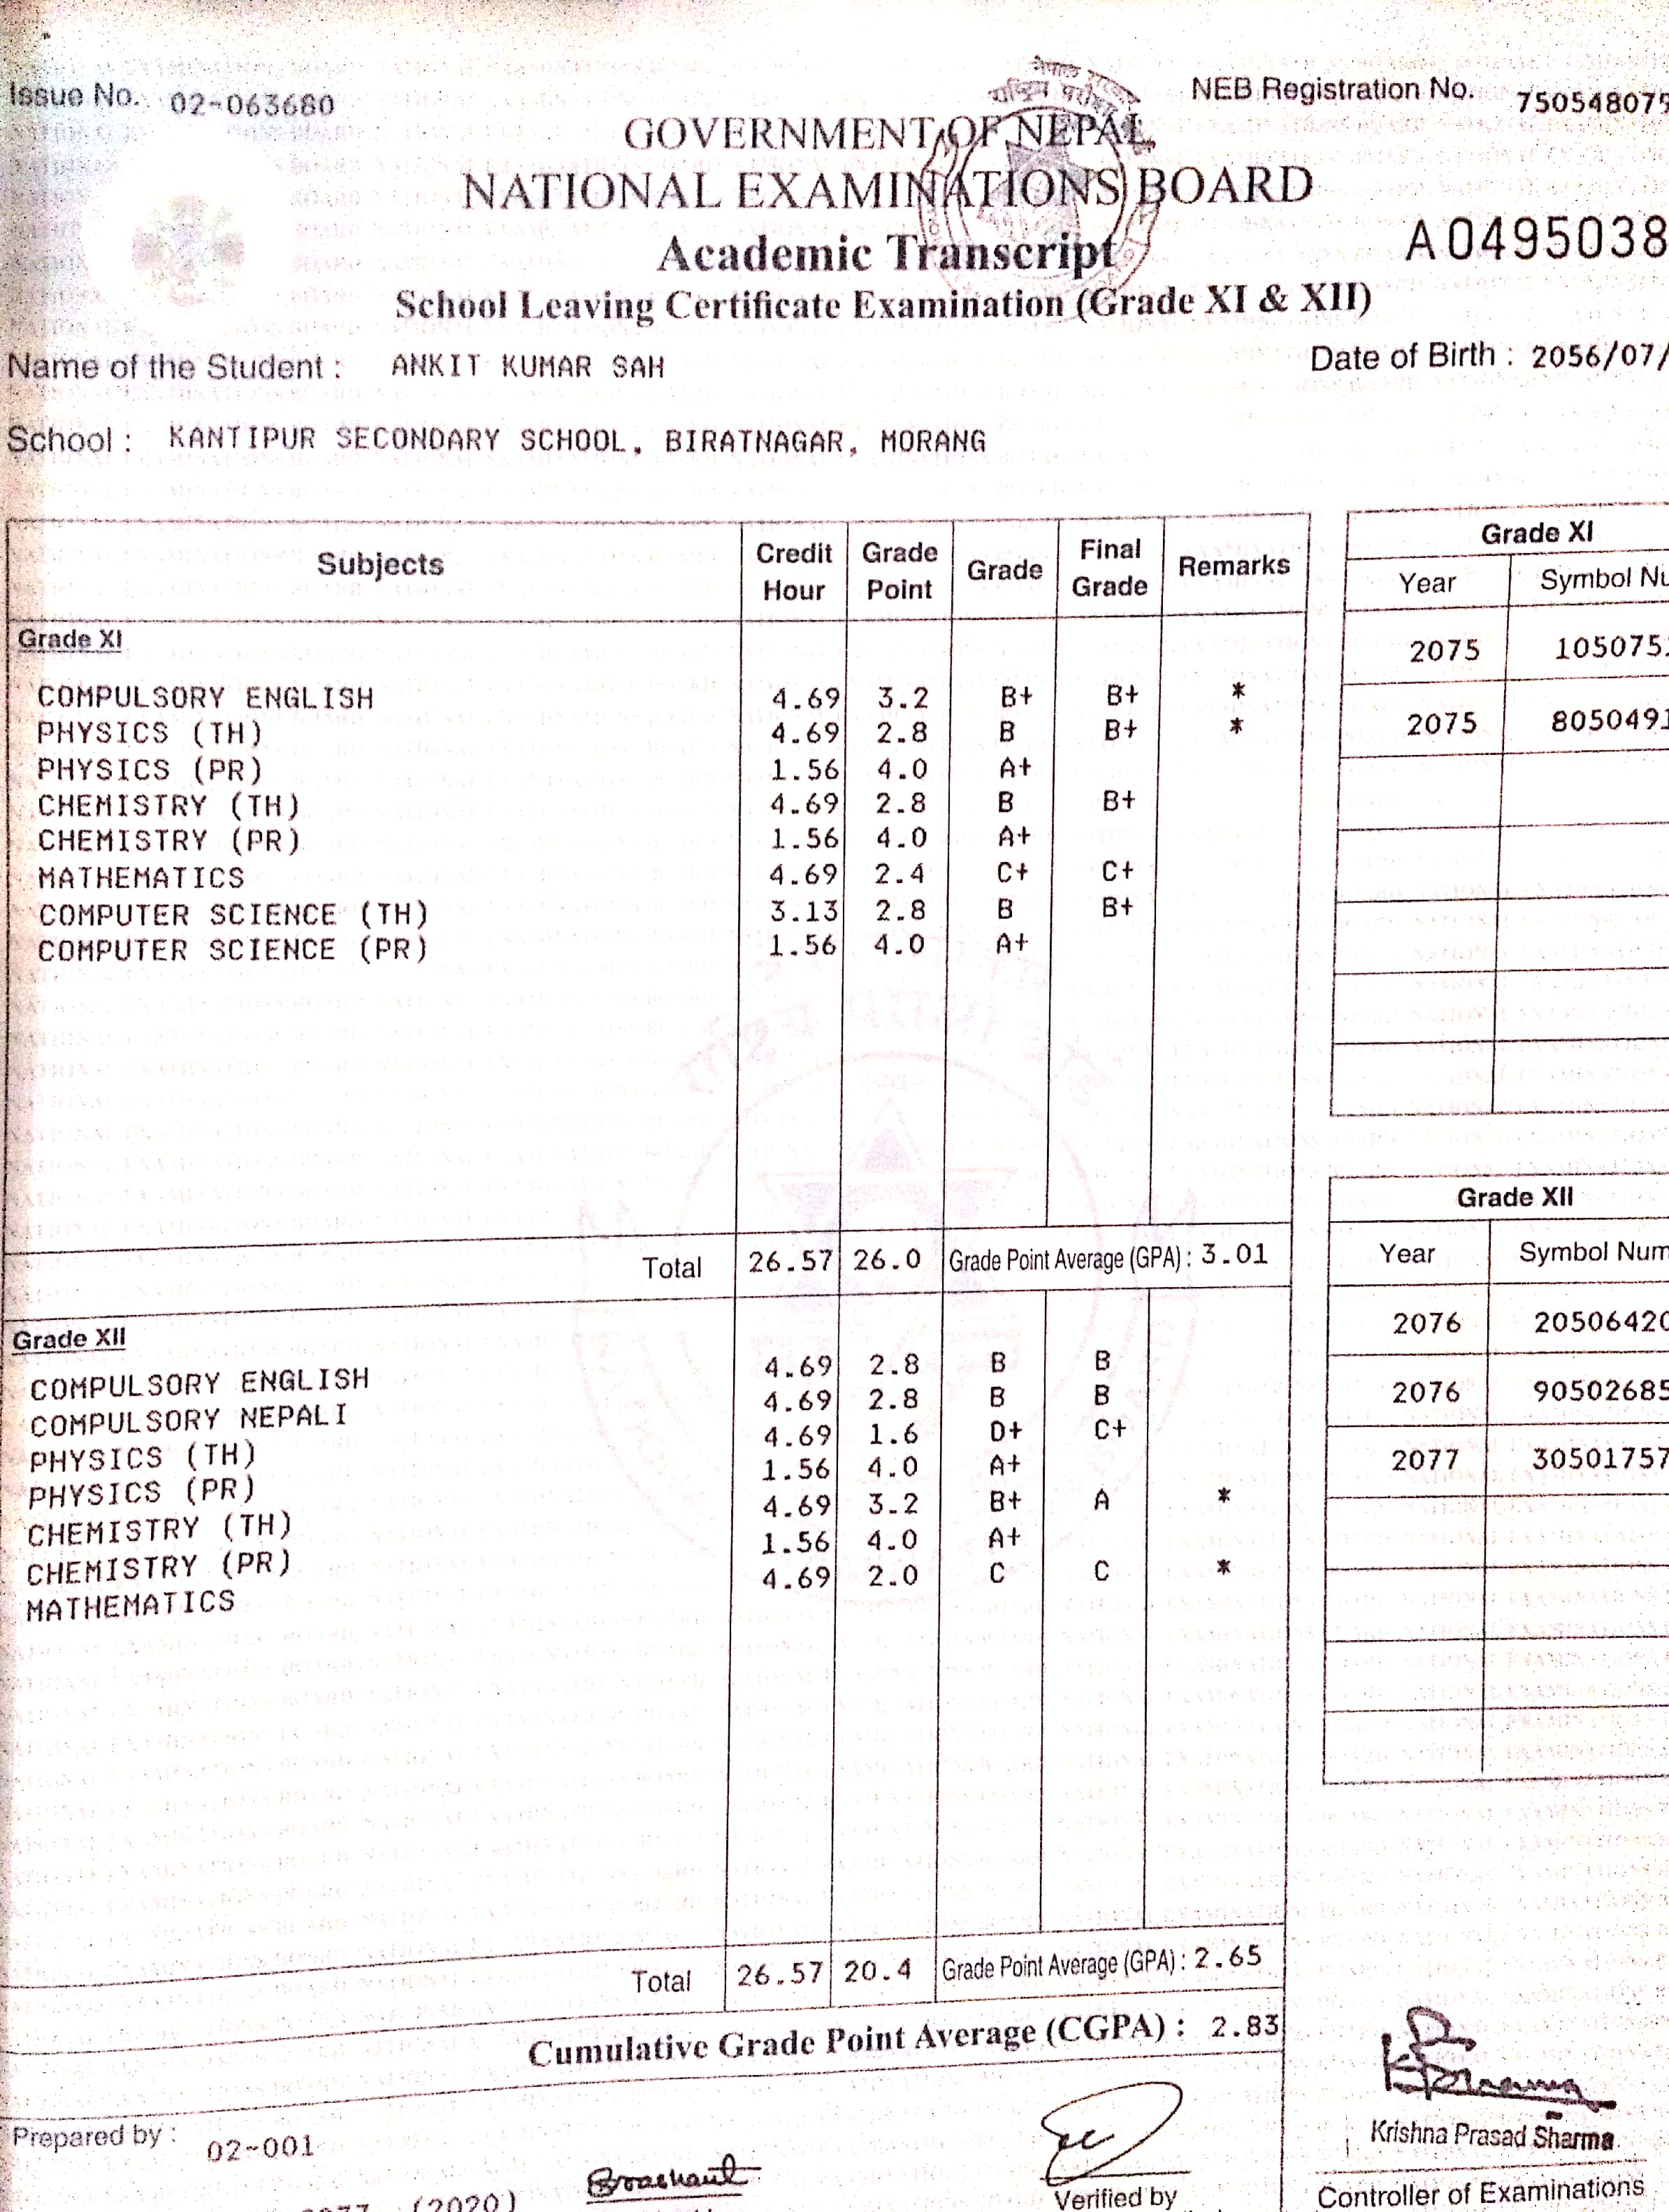 Issue No. 02-063680
NEB Registration No. 75054807
GOVERNMENT OF NEPAL
NATIONAL EXAMINATIONS BOARD
Academic Transcript
A0495038
School Leaving Certificate Examination (Grade XI & XII)
Name of the Student : ANKIT KUMAR SAH
Date of Birth : 2056/07/
School : KANTIPUR SECONDARY SCHOOL, BIRATNAGAR, MORANG
Subjects Credit Hour Grade Point Grade Final Grade Remarks
Grade XI
COMPULSORY ENGLISH 4.69 3.2 B+ B+ *
PHYSICS (TH) 4.69 2.8 B B+ *
PHYSICS (PR) 1.56 4.0 A+
CHEMISTRY (TH) 4.69 2.8 B B+
CHEMISTRY (PR) 1.56 4.0 A+
MATHEMATICS 4.69 2.4 C+ C+
COMPUTER SCIENCE (TH) 3.13 2.8 B B+
COMPUTER SCIENCE (PR) 1.56 4.0 A+
Total 26.57 26.0 Grade Point Average (GPA) : 3.01
Grade XII
COMPULSORY ENGLISH 4.69 2.8 B B
COMPULSORY NEPALI 4.69 2.8 B B
PHYSICS (TH) 4.69 1.6 D+ C+
PHYSICS (PR) 1.56 4.0 A+
CHEMISTRY (TH) 4.69 3.2 B+ A *
CHEMISTRY (PR) 1.56 4.0 A+
MATHEMATICS 4.69 2.0 C C *
Total 26.57 20.4 Grade Point Average (GPA) : 2.65
Cumulative Grade Point Average (CGPA) : 2.83
Grade XI
Year Symbol Nu
2075 105075
2075 8050491
Grade XII
Year Symbol Num
2076 20506420
2076 90502685
2077 30501757
Prepared by : 02-001
(2020)
Verified by
Krishna Prasad Sharma
Controller of Examinations